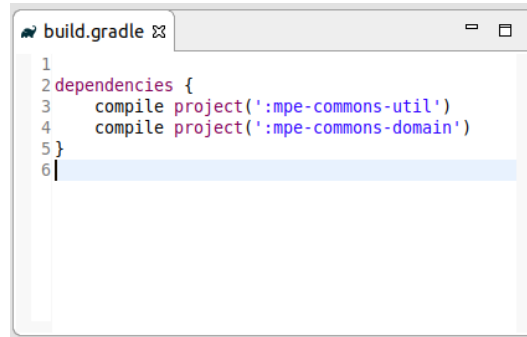 build.gradle
1
2 dependencies {
3     compile project(':mpe-commons-util')
4     compile project(':mpe-commons-domain')
5 }
6